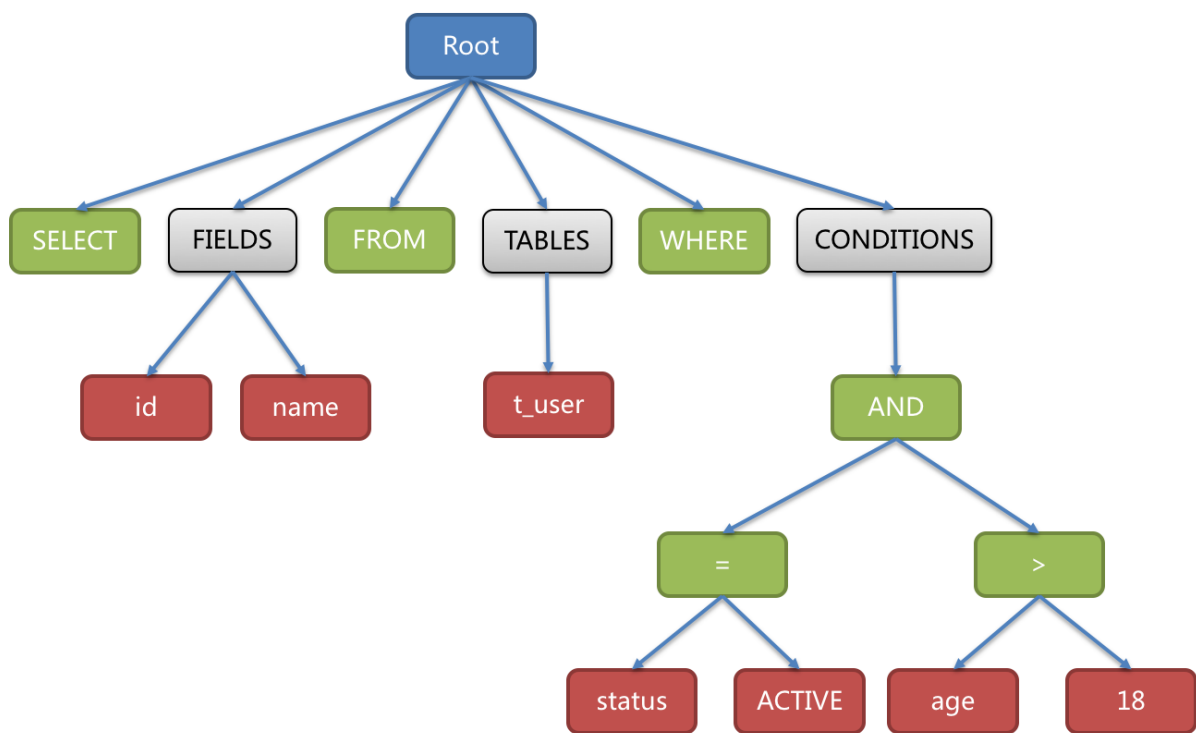 Root
SELECT
FIELDS
FROM
TABLES
WHERE
CONDITIONS
id
name
t_user
AND
=
>
status
ACTIVE
age
18